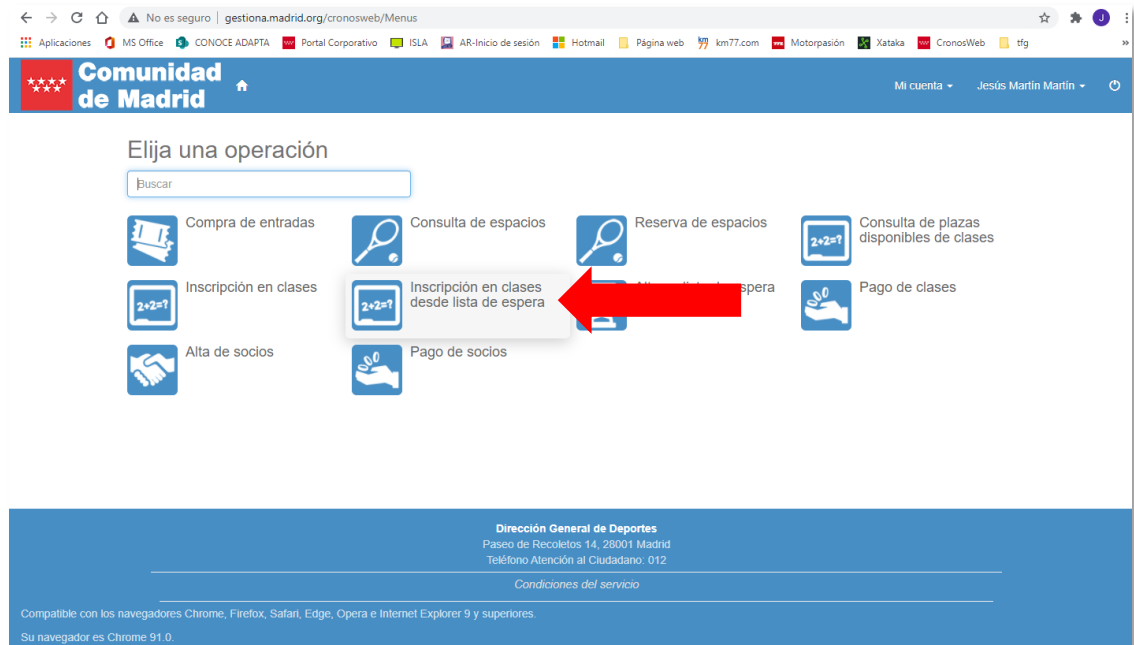 No es seguro | gestiona.madrid.org/cronosweb/Menus
J
Aplicaciones MS Office CONOCE ADAPTA Portal Corporativo ISLA AR-Inicio de sesión Hotmail Página web km77.com Motorpasión Xataka CronosWeb tfg »
Comunidad
de Madrid
Mi cuenta Jesús Martín Martín
Elija una operación
Buscar
Compra de entradas
Consulta de espacios
Reserva de espacios
Consulta de plazas
disponibles de clases
2+2=?
Inscripción en clases
2+2=?
Inscripción en clases
desde lista de espera
2+2=?
Pago de clases
Alta de socios
Pago de socios
Dirección General de Deportes
Paseo de Recoletos 14, 28001 Madrid
Teléfono Atención al Ciudadano: 012
Condiciones del servicio
Compatible con los navegadores Chrome, Firefox, Safari, Edge, Opera e Internet Explorer 9 y superiores.
Su navegador es Chrome 91.0.